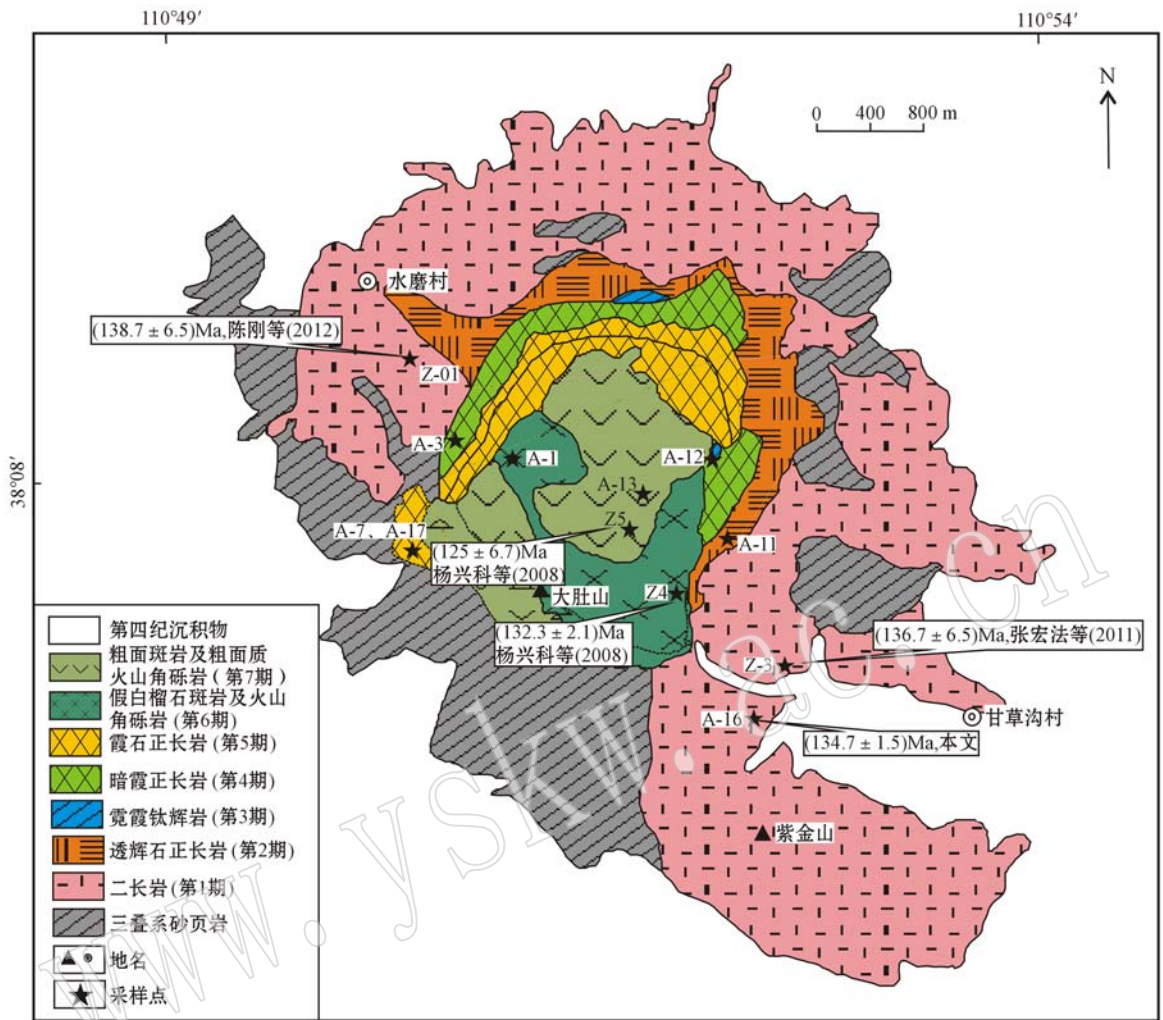 110°49′
110°54′
N
0 400 800 m
水磨村
(138.7 ± 6.5)Ma,陈刚等(2012)
Z-01
A-3
A-1
A-12
38°08′
A-13
A-7、A-17
Z5
A-11
(125 ± 6.7)Ma
杨兴科等(2008)
大肚山
Z4
(132.3 ± 2.1)Ma
杨兴科等(2008)
(136.7 ± 6.5)Ma,张宏法等(2011)
Z-3
A-16
甘草沟村
(134.7 ± 1.5)Ma,本文
紫金山
第四纪沉积物
粗面斑岩及粗面质
火山角砾岩(第7期)
假白榴石斑岩及火山
角砾岩(第6期)
霞石正长岩(第5期)
暗霞正长岩(第4期)
霓霞钛辉岩(第3期)
透辉石正长岩(第2期)
二长岩(第1期)
三叠系砂页岩
地名
采样点
www.yskw.ac.cn